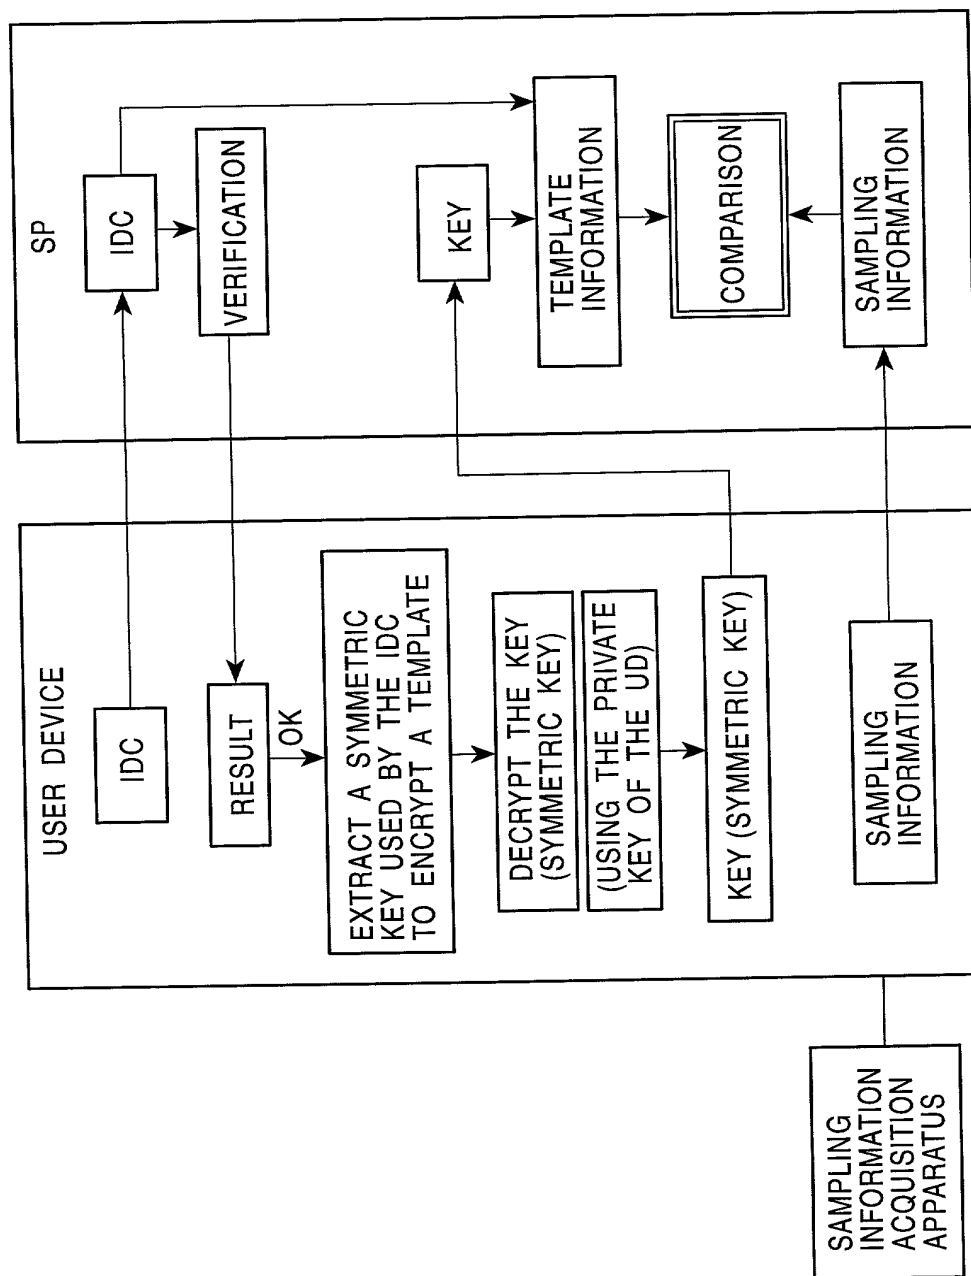 USER DEVICE
IDC
RESULT
OK
EXTRACT A SYMMETRIC
KEY USED BY THE IDC
TO ENCRYPT A TEMPLATE
DECRYPT THE KEY
(SYMMETRIC KEY)
(USING THE PRIVATE
KEY OF THE UD)
KEY (SYMMETRIC KEY)
SAMPLING
INFORMATION
SP
IDC
VERIFICATION
KEY
TEMPLATE
INFORMATION
COMPARISON
SAMPLING
INFORMATION
SAMPLING
INFORMATION
ACQUISITION
APPARATUS